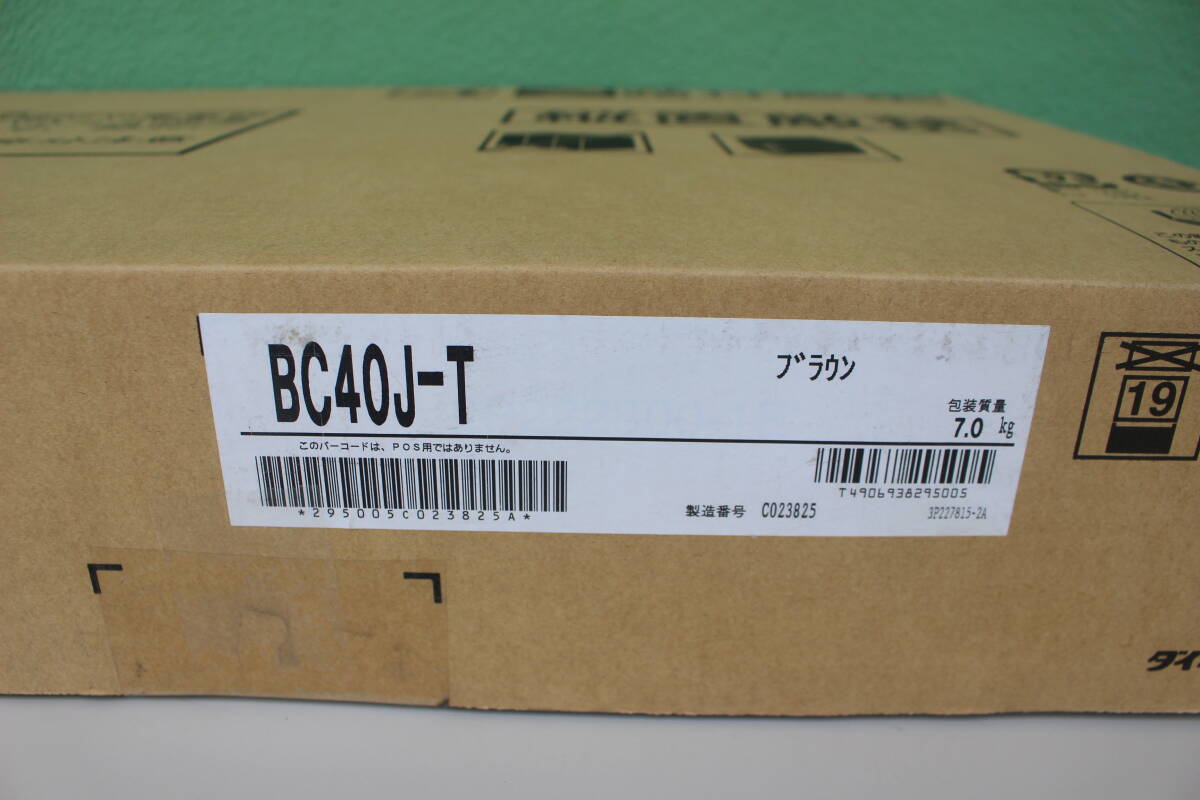 BC40J-T
ブラウン
包装質量
7.0 kg
このバーコードは、POS用ではありません。
*295005C023825A*
T4906938295005
製造番号 C023825
3P227815-2A
19
ダイ